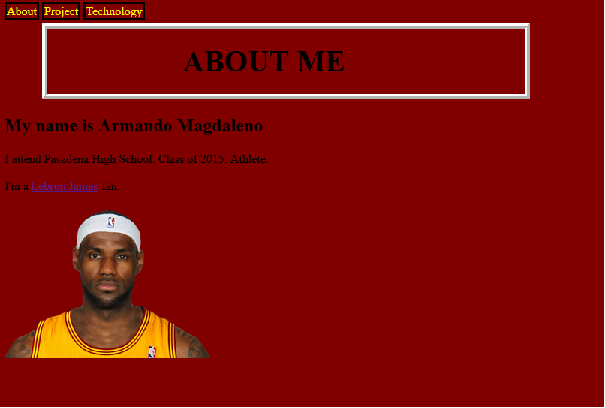 About Project Technology
ABOUT ME
My name is Armando Magdaleno
I attend Pasadena High School. Class of 2015. Athlete.
I'm a Lebron James fan